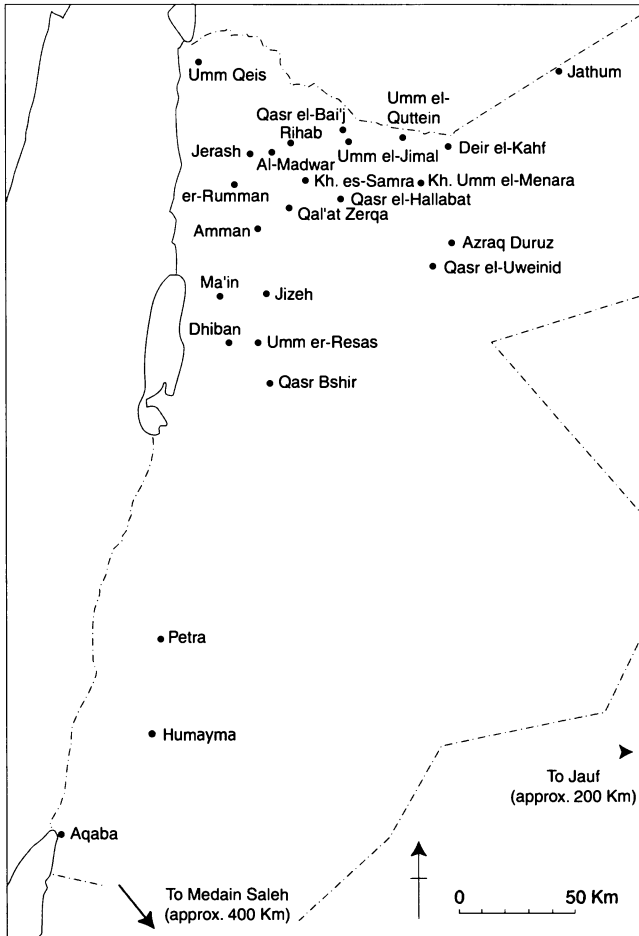 Umm Qeis
Jathum
Umm el-
Quttein
Qasr el-Bai'j
Rihab
Jerash
Al-Madwar
Umm el-Jimal
Deir el-Kahf
er-Rumman
Kh. es-Samra
Kh. Umm el-Menara
Qasr el-Hallabat
Qal'at Zerqa
Amman
Azraq Duruz
Qasr el-Uweinid
Ma'in
Jizeh
Dhiban
Umm er-Resas
Qasr Bshir
Petra
Humayma
To Jauf
(approx. 200 Km)
Aqaba
To Medain Saleh
(approx. 400 Km)
0 50 Km